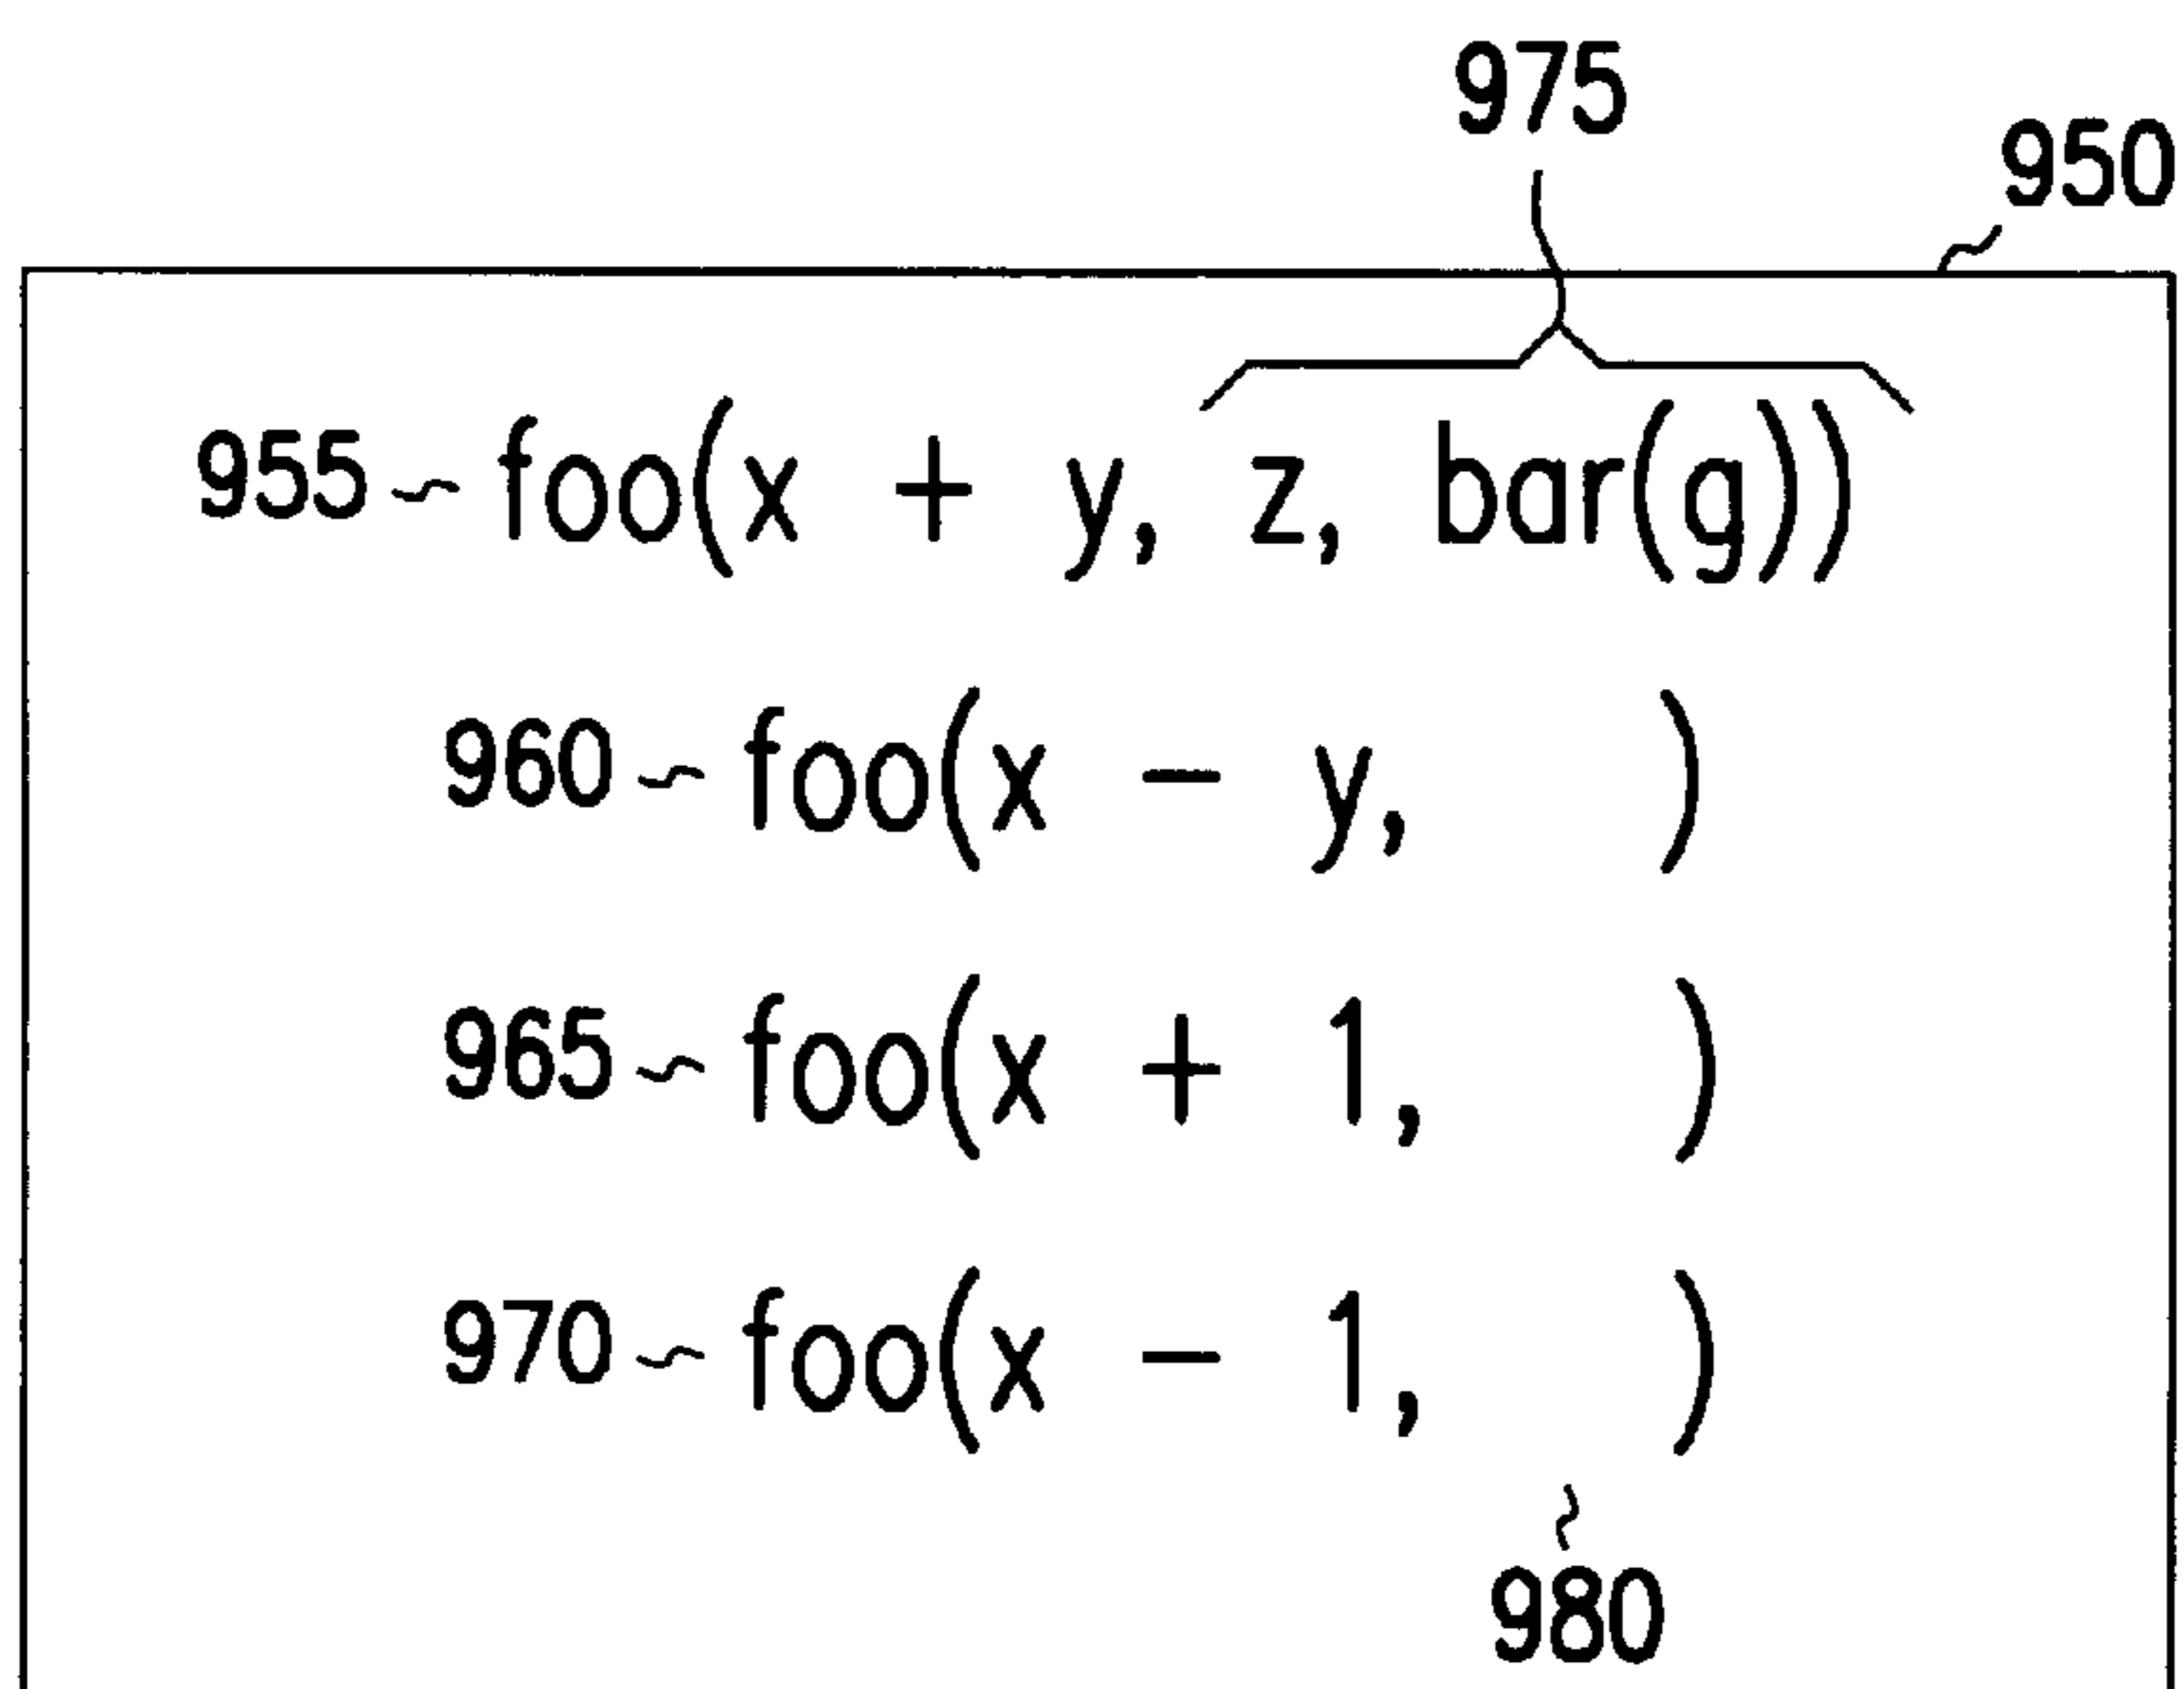 975
950
955 foo(x + y, z, bar(g))
960 foo(x − y, )
965 foo(x + 1, )
970 foo(x − 1, )
980